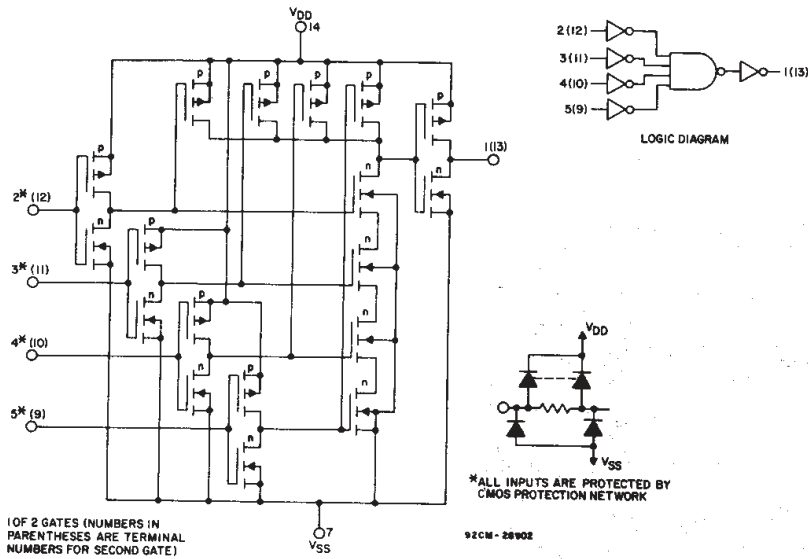 VDD
14
p
p
p
p
p
p
n
n
1(13)
2*(12)
n
p
n
3*(11)
n
p
n
4*(10)
n
p
n
5*(9)
n
7
VSS
1 OF 2 GATES (NUMBERS IN
PARENTHESES ARE TERMINAL
NUMBERS FOR SECOND GATE)
2(12)
3(11)
4(10)
5(9)
1(13)
LOGIC DIAGRAM
VDD
VSS
*ALL INPUTS ARE PROTECTED BY
CMOS PROTECTION NETWORK
92CM-28902